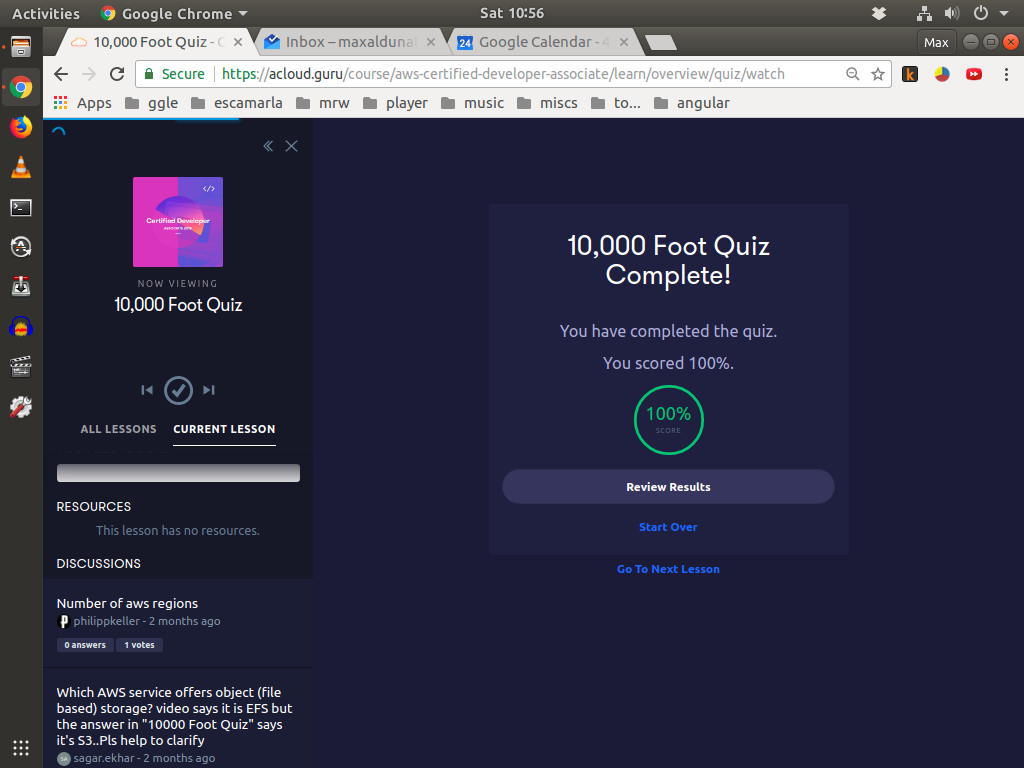 Activities Google Chrome Sat 10:56
10,000 Foot Quiz - C Inbox – maxalduna Google Calendar - 4 Max
Secure https://acloud.guru/course/aws-certified-developer-associate/learn/overview/quiz/watch
Apps ggle escamarla mrw player music miscs to... angular
</>
Certified Developer
NOW VIEWING
10,000 Foot Quiz
ALL LESSONS CURRENT LESSON
RESOURCES
This lesson has no resources.
DISCUSSIONS
Number of aws regions
philippkeller - 2 months ago
0 answers 1 votes
Which AWS service offers object (file
based) storage? video says it is EFS but
the answer in "10000 Foot Quiz" says
it's S3..Pls help to clarify
SA sagar.ekhar - 2 months ago
10,000 Foot Quiz
Complete!
You have completed the quiz.
You scored 100%.
100%
SCORE
Review Results
Start Over
Go To Next Lesson